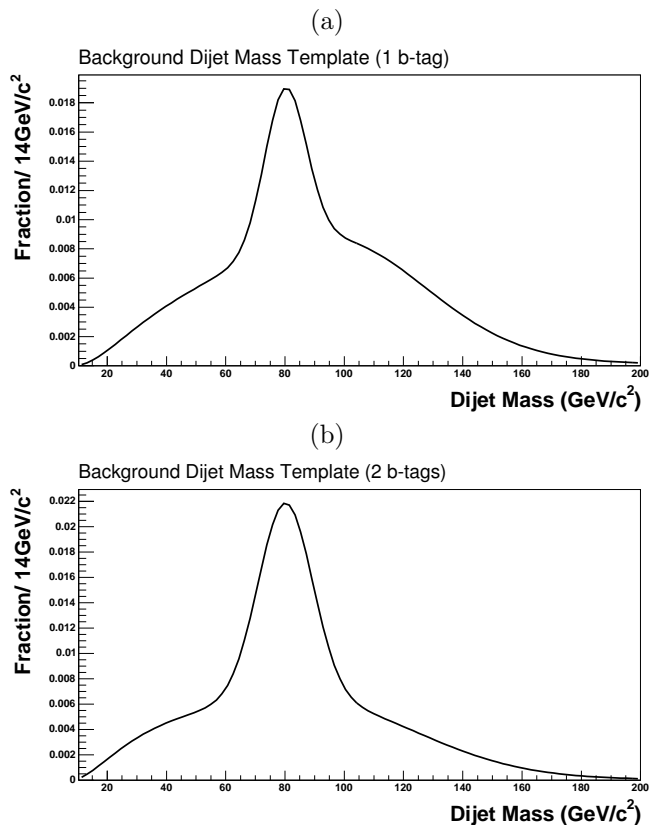 (a)
Background Dijet Mass Template (1 b-tag)
Fraction/ 14GeV/c²
0.018
0.016
0.014
0.012
0.01
0.008
0.006
0.004
0.002
0
20 40 60 80 100 120 140 160 180 200
Dijet Mass (GeV/c²)
(b)
Background Dijet Mass Template (2 b-tags)
Fraction/ 14GeV/c²
0.022
0.02
0.018
0.016
0.014
0.012
0.01
0.008
0.006
0.004
0.002
0
20 40 60 80 100 120 140 160 180 200
Dijet Mass (GeV/c²)